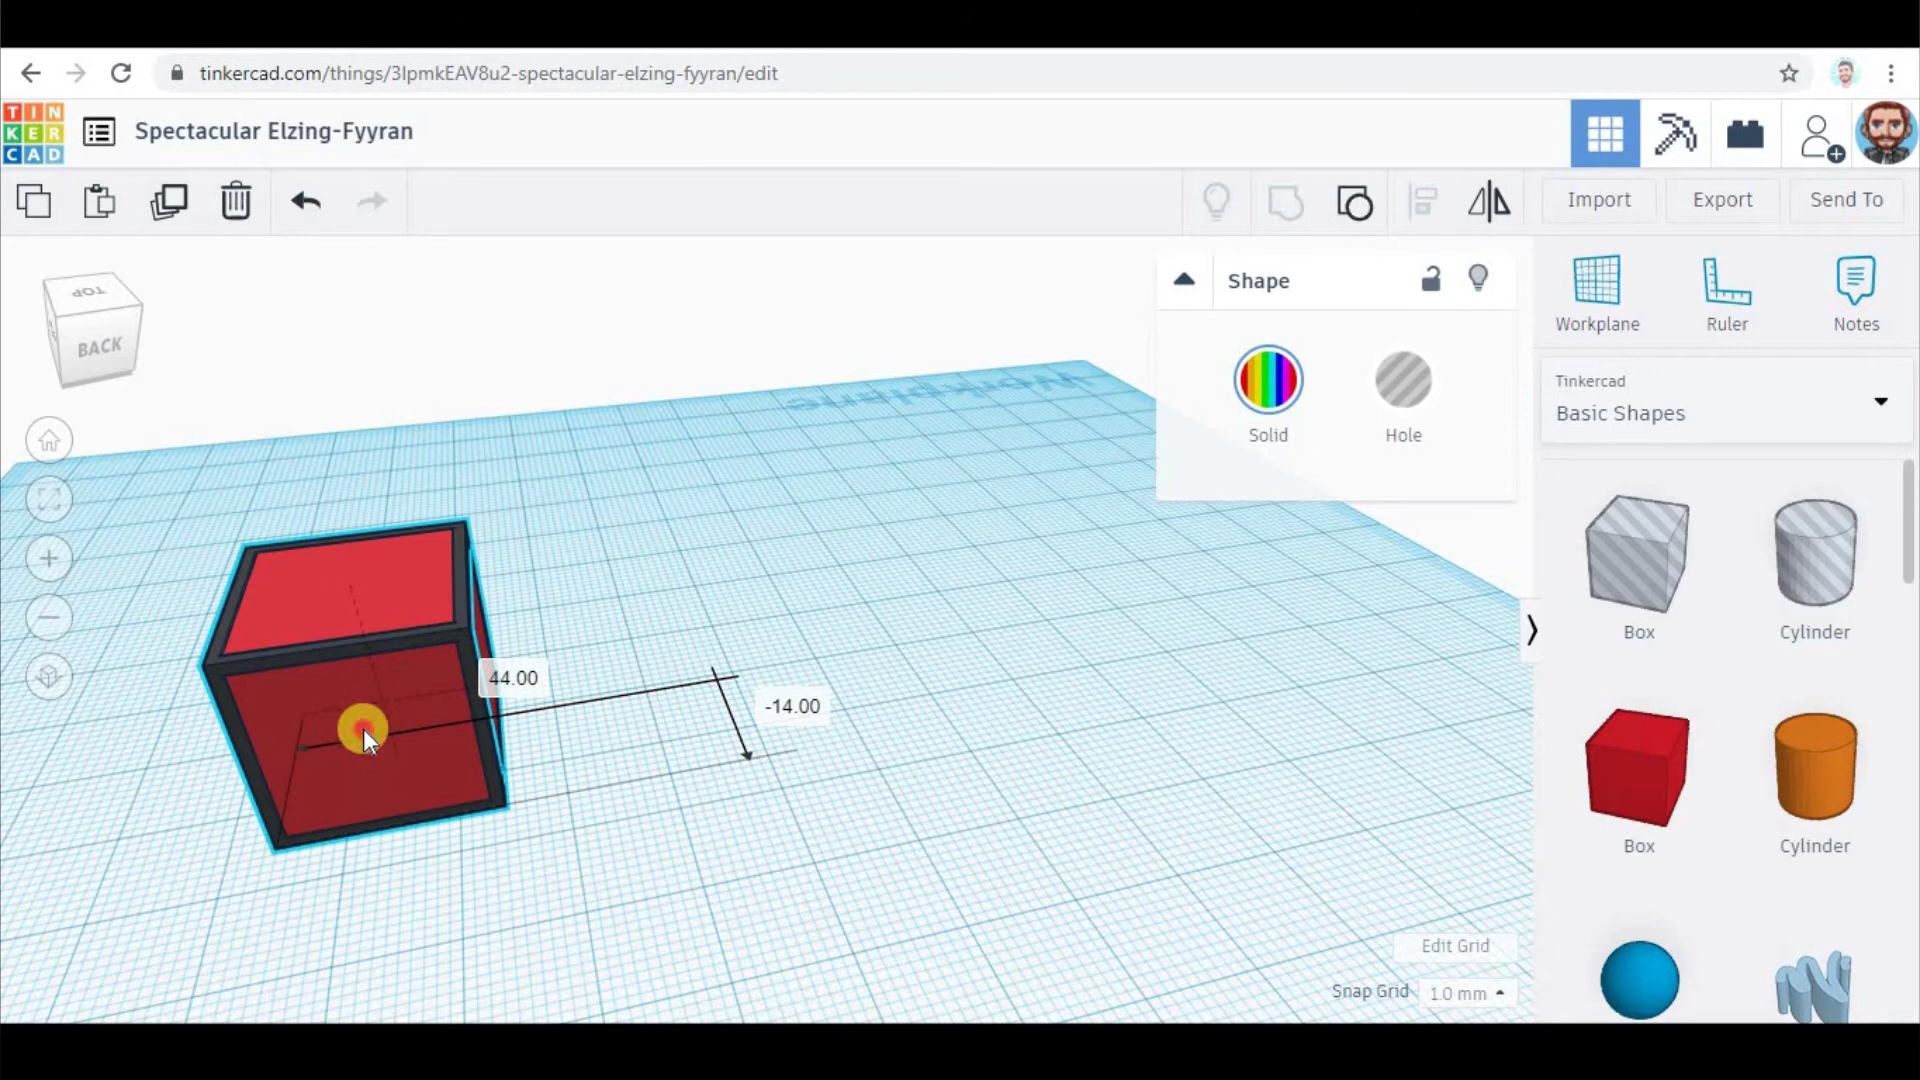 tinkercad.com/things/3IpmkEAV8u2-spectacular-elzing-fyyran/edit
TIN
KER
CAD
Spectacular Elzing-Fyyran
Import
Export
Send To
TOP
BACK
Shape
Solid
Hole
Workplane
Ruler
Notes
Tinkercad
Basic Shapes
Workplane
Box
Cylinder
44.00
-14.00
Box
Cylinder
Edit Grid
Snap Grid
1.0 mm